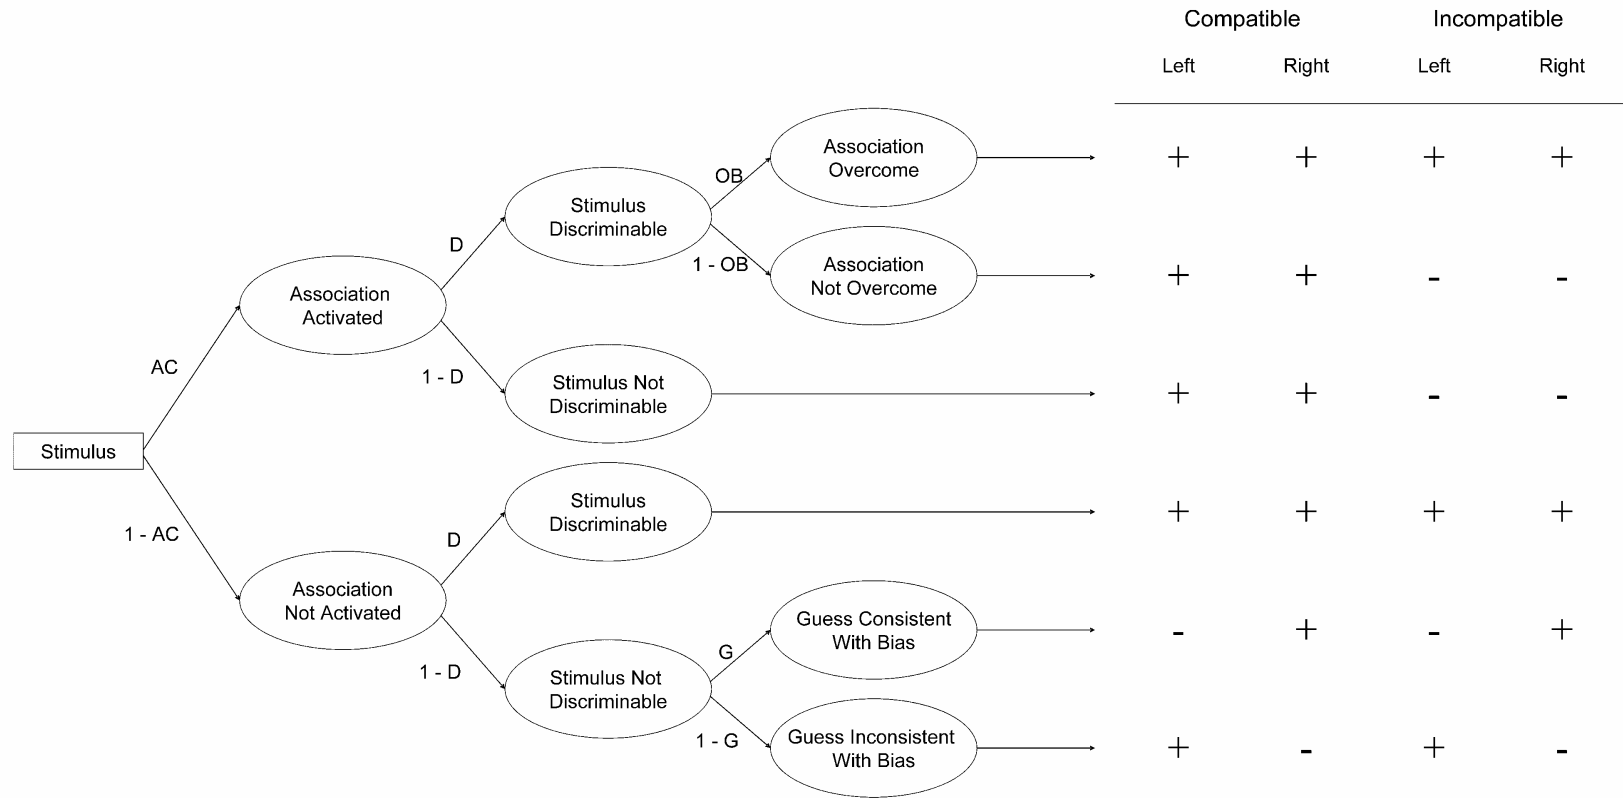 Compatible Incompatible
Left Right Left Right
Association
Overcome
+ + + +
OB
Stimulus
Discriminable
D
1 - OB
Association
Not Overcome
+ + - -
Association
Activated
AC
1 - D
Stimulus Not
Discriminable
+ + - -
Stimulus
1 - AC
Stimulus
Discriminable
+ + + +
D
Association
Not Activated
1 - D
Stimulus Not
Discriminable
G
Guess Consistent
With Bias
- + - +
1 - G
Guess Inconsistent
With Bias
+ - + -